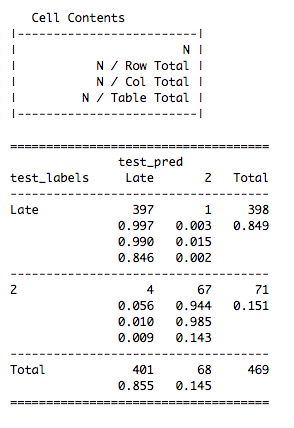 Cell Contents
|-------------------------|
|                       N |
|           N / Row Total |
|           N / Col Total |
|         N / Table Total |
|-------------------------|
====================================
               test_pred
test_labels     Late      2    Total
------------------------------------
Late             397      1      398
               0.997  0.003    0.849
               0.990  0.015
               0.846  0.002
------------------------------------
2                  4     67       71
               0.056  0.944    0.151
               0.010  0.985
               0.009  0.143
------------------------------------
Total            401     68      469
               0.855  0.145
====================================